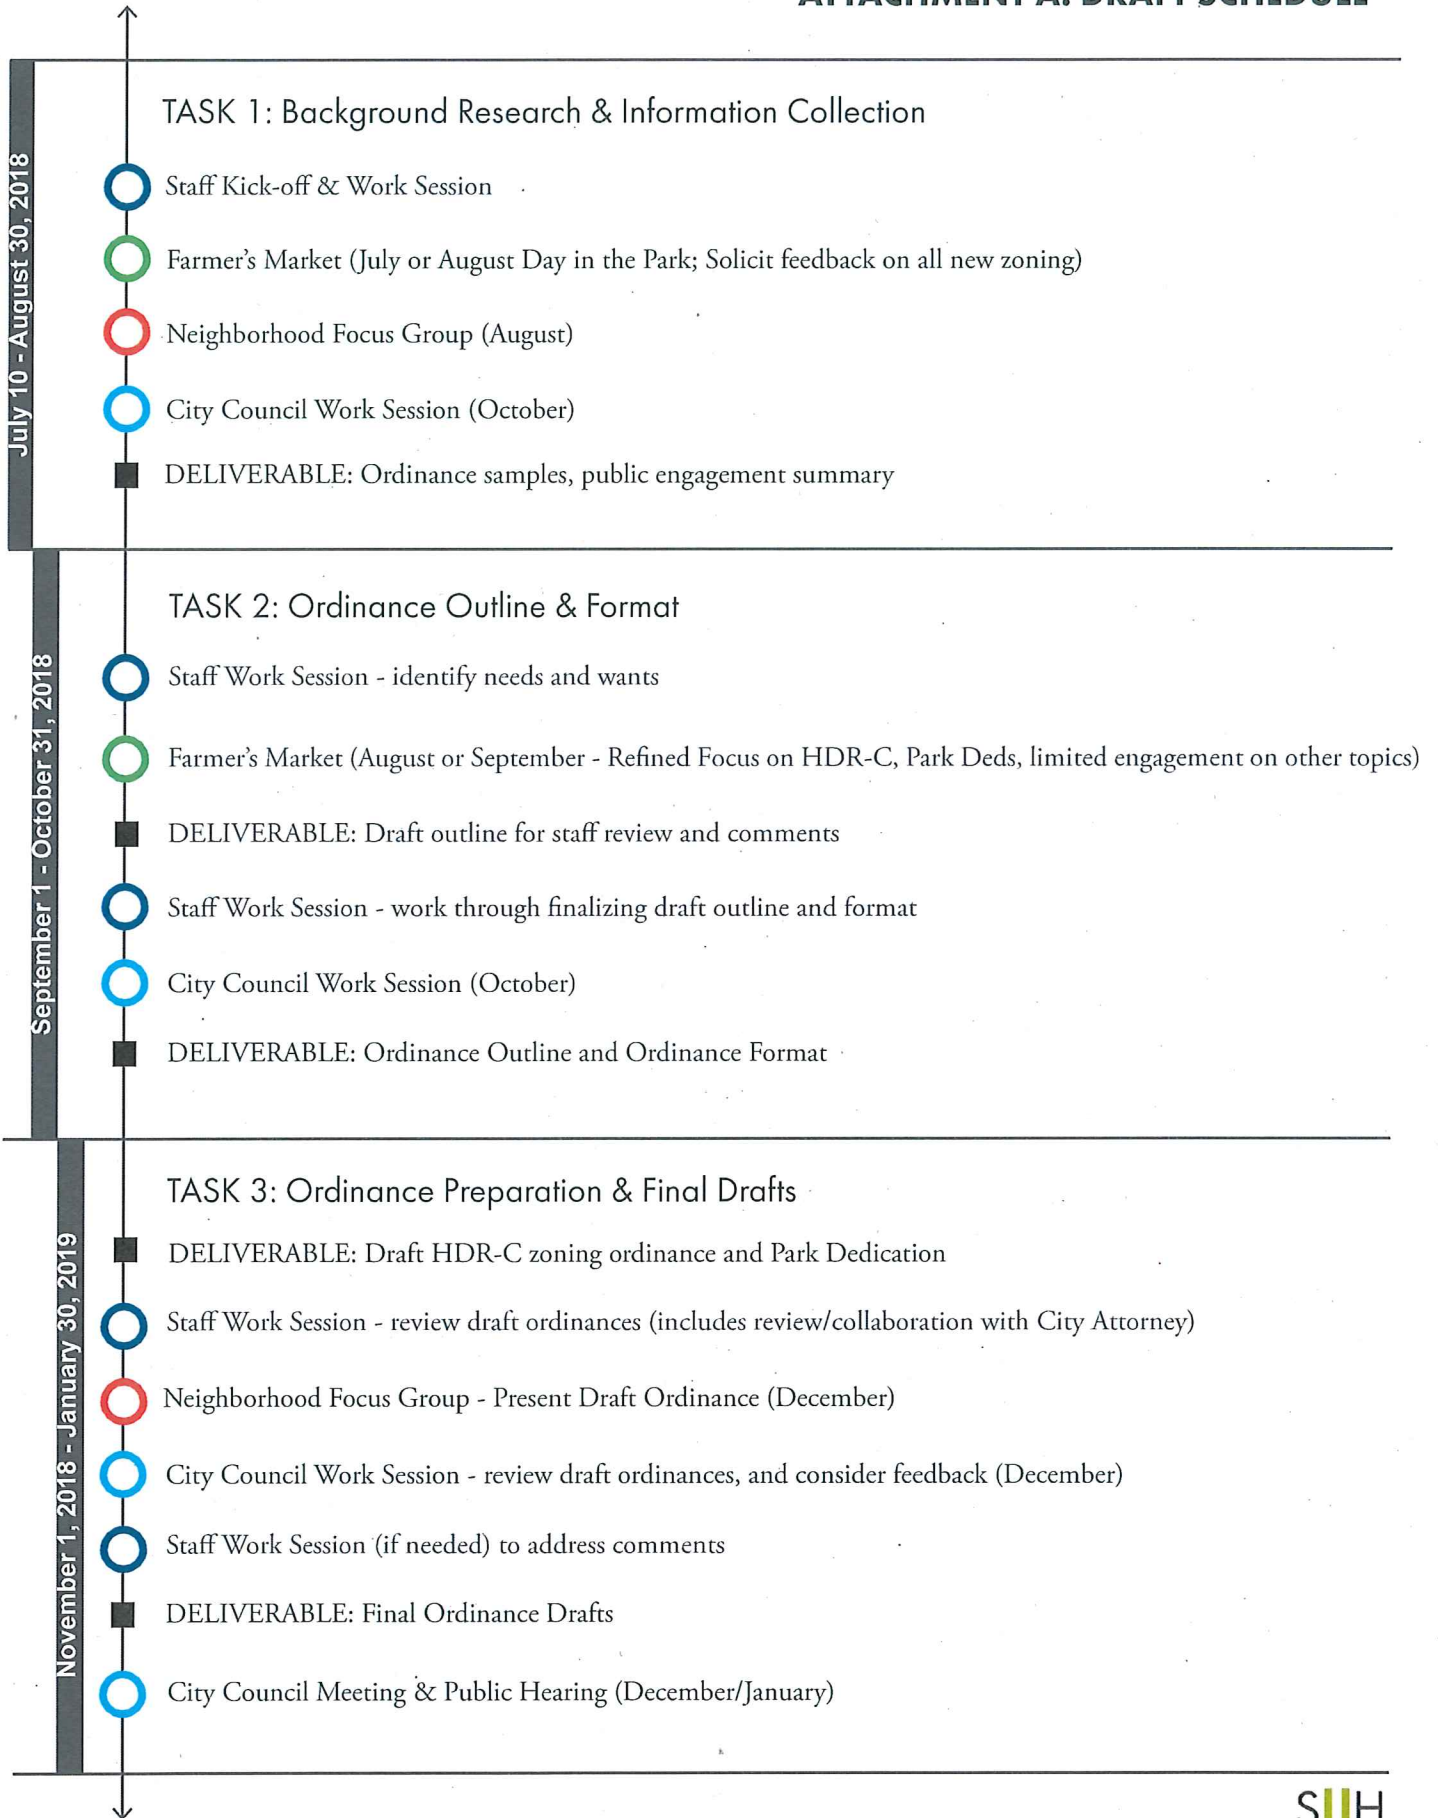 ATTACHMENT A: DRAFT SCHEDULE
July 10 - August 30, 2018
TASK 1: Background Research & Information Collection
Staff Kick-off & Work Session
Farmer's Market (July or August Day in the Park; Solicit feedback on all new zoning)
Neighborhood Focus Group (August)
City Council Work Session (October)
DELIVERABLE: Ordinance samples, public engagement summary
September 1 - October 31, 2018
TASK 2: Ordinance Outline & Format
Staff Work Session - identify needs and wants
Farmer's Market (August or September - Refined Focus on HDR-C, Park Deds, limited engagement on other topics)
DELIVERABLE: Draft outline for staff review and comments
Staff Work Session - work through finalizing draft outline and format
City Council Work Session (October)
DELIVERABLE: Ordinance Outline and Ordinance Format
November 1, 2018 - January 30, 2019
TASK 3: Ordinance Preparation & Final Drafts
DELIVERABLE: Draft HDR-C zoning ordinance and Park Dedication
Staff Work Session - review draft ordinances (includes review/collaboration with City Attorney)
Neighborhood Focus Group - Present Draft Ordinance (December)
City Council Work Session - review draft ordinances, and consider feedback (December)
Staff Work Session (if needed) to address comments
DELIVERABLE: Final Ordinance Drafts
City Council Meeting & Public Hearing (December/January)